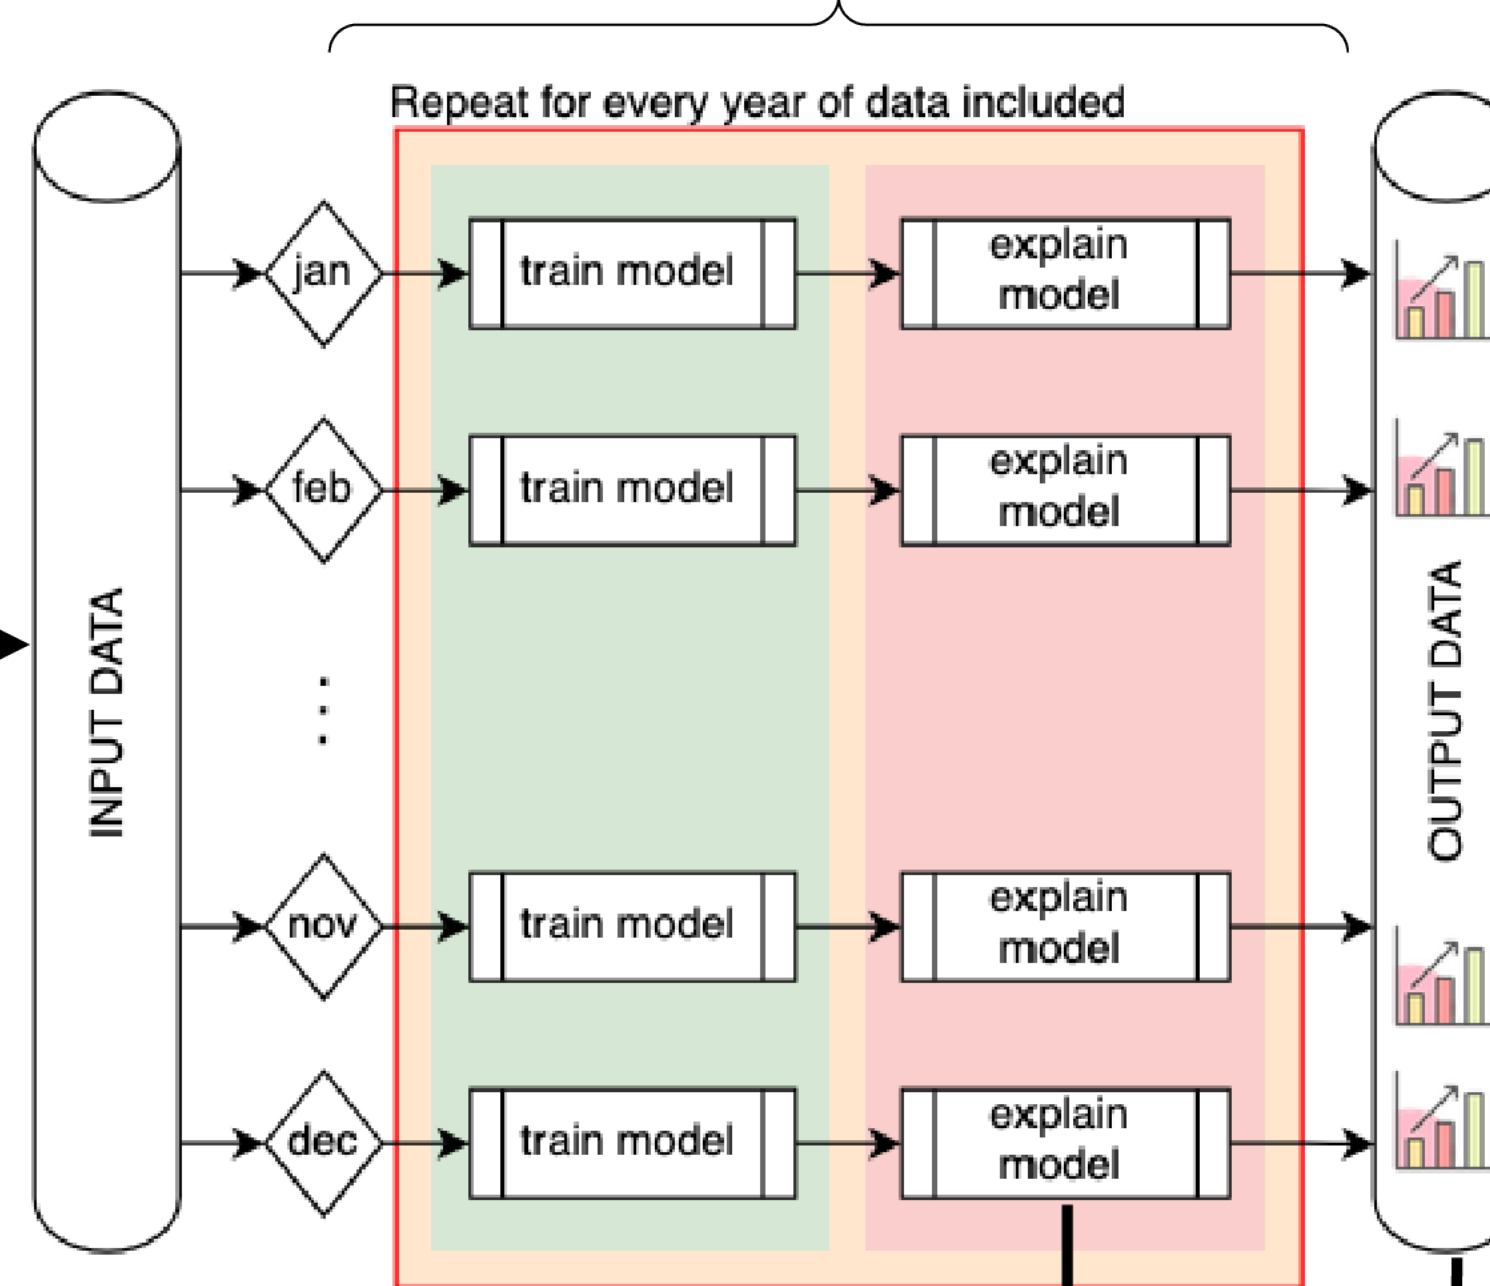 Repeat for every year of data included
INPUT DATA
jan
train model
explain
model
feb
train model
explain
model
nov
train model
explain
model
dec
train model
explain
model
OUTPUT DATA